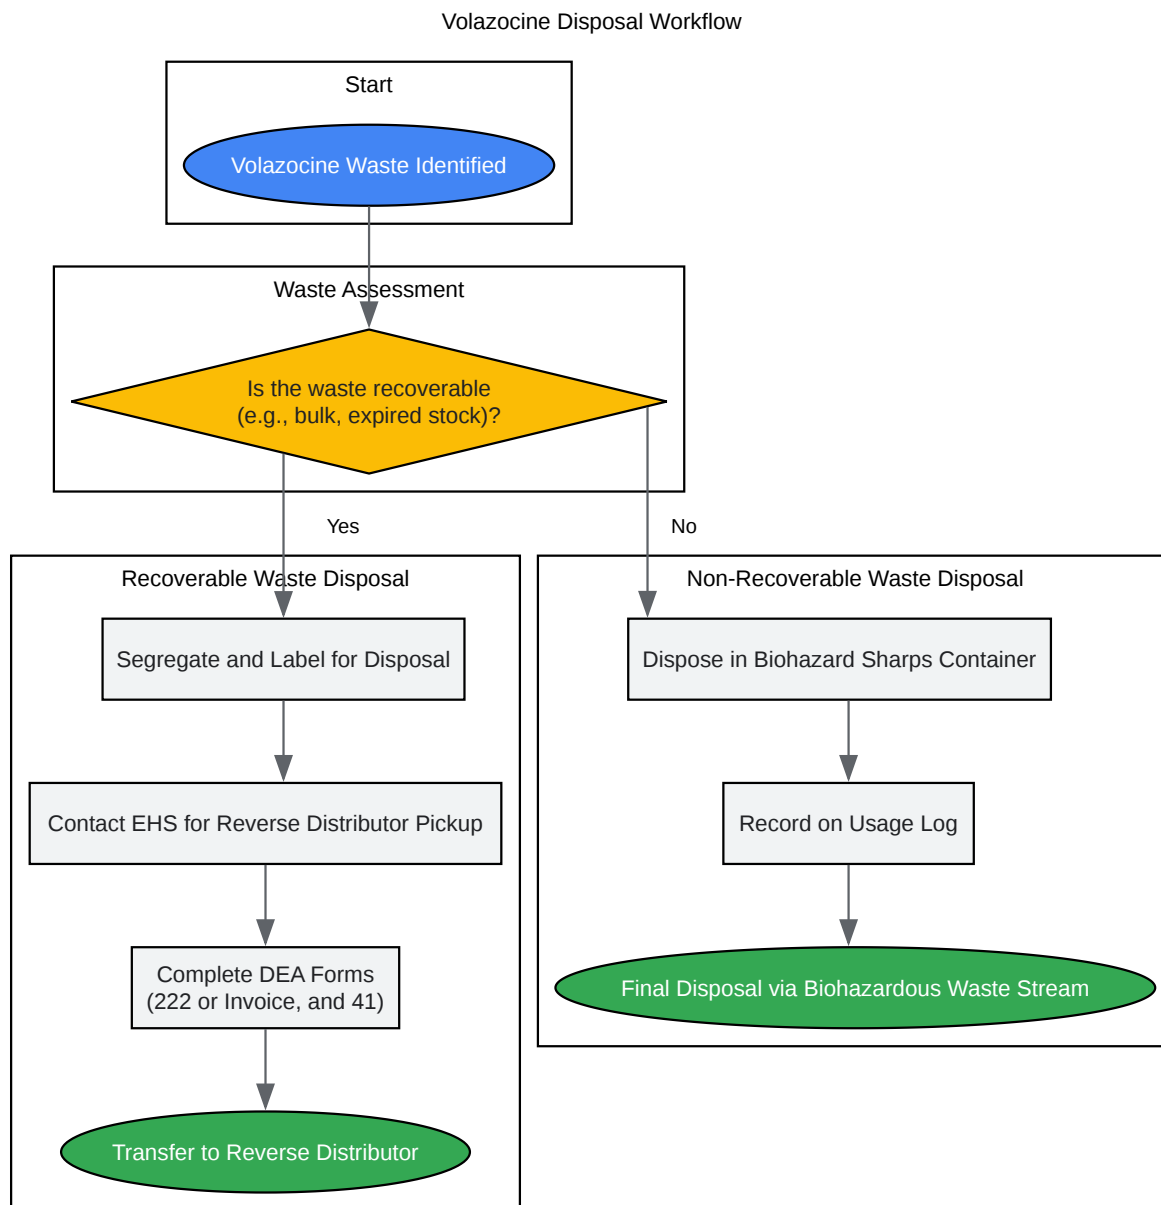 Volazocine Disposal Workflow
Start
Volazocine Waste Identified
Waste Assessment
Is the waste recoverable
(e.g., bulk, expired stock)?
Yes
No
Recoverable Waste Disposal
Segregate and Label for Disposal
Contact EHS for Reverse Distributor Pickup
Complete DEA Forms
(222 or Invoice, and 41)
Transfer to Reverse Distributor
Non-Recoverable Waste Disposal
Dispose in Biohazard Sharps Container
Record on Usage Log
Final Disposal via Biohazardous Waste Stream